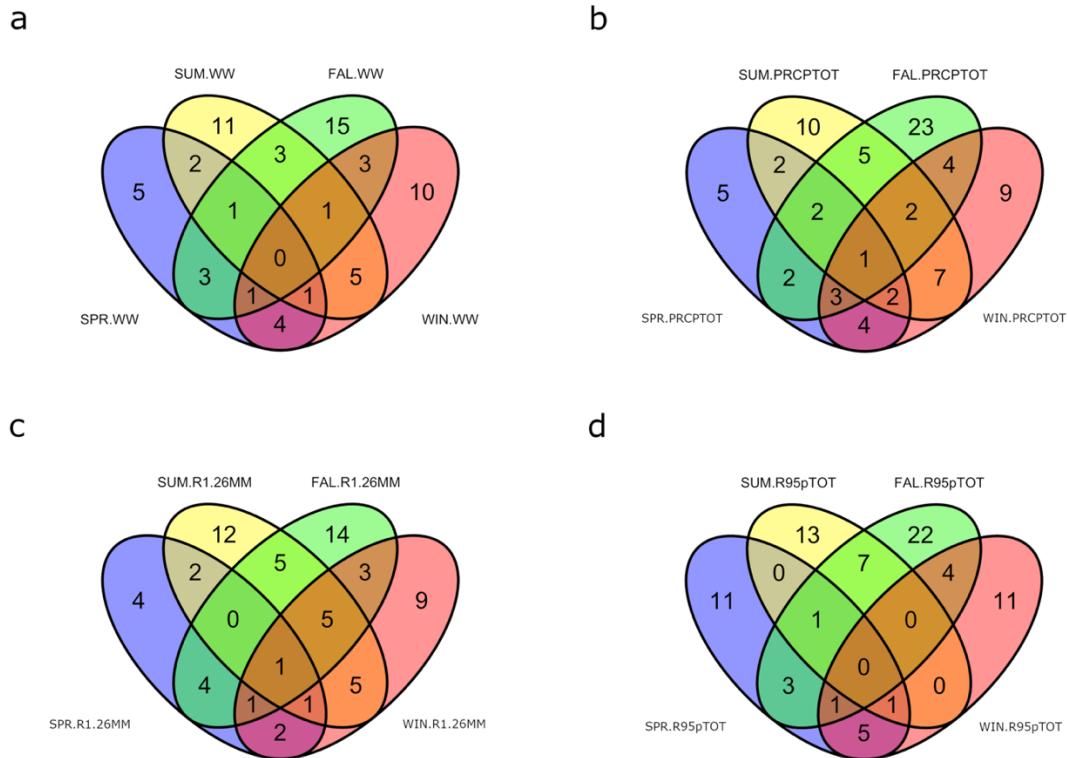 a
b
SUM.WW FAL.WW
SUM.PRCPTOT FAL.PRCPTOT
11 15
10 23
2 3 3
2 5 4
5 10
5 9
1 1
2 2
0
1
3 5
2 7
1 1
3 2
SPR.WW WIN.WW
SPR.PRCPTOT WIN.PRCPTOT
4
4
c
d
SUM.R1.26MM FAL.R1.26MM
SUM.R95pTOT FAL.R95pTOT
12 14
13 22
2 5 3
0 7 4
4 9
11 11
0 5
1 0
1
0
4 5
3 0
1 1
1 1
SPR.R1.26MM WIN.R1.26MM
SPR.R95pTOT WIN.R95pTOT
2
5